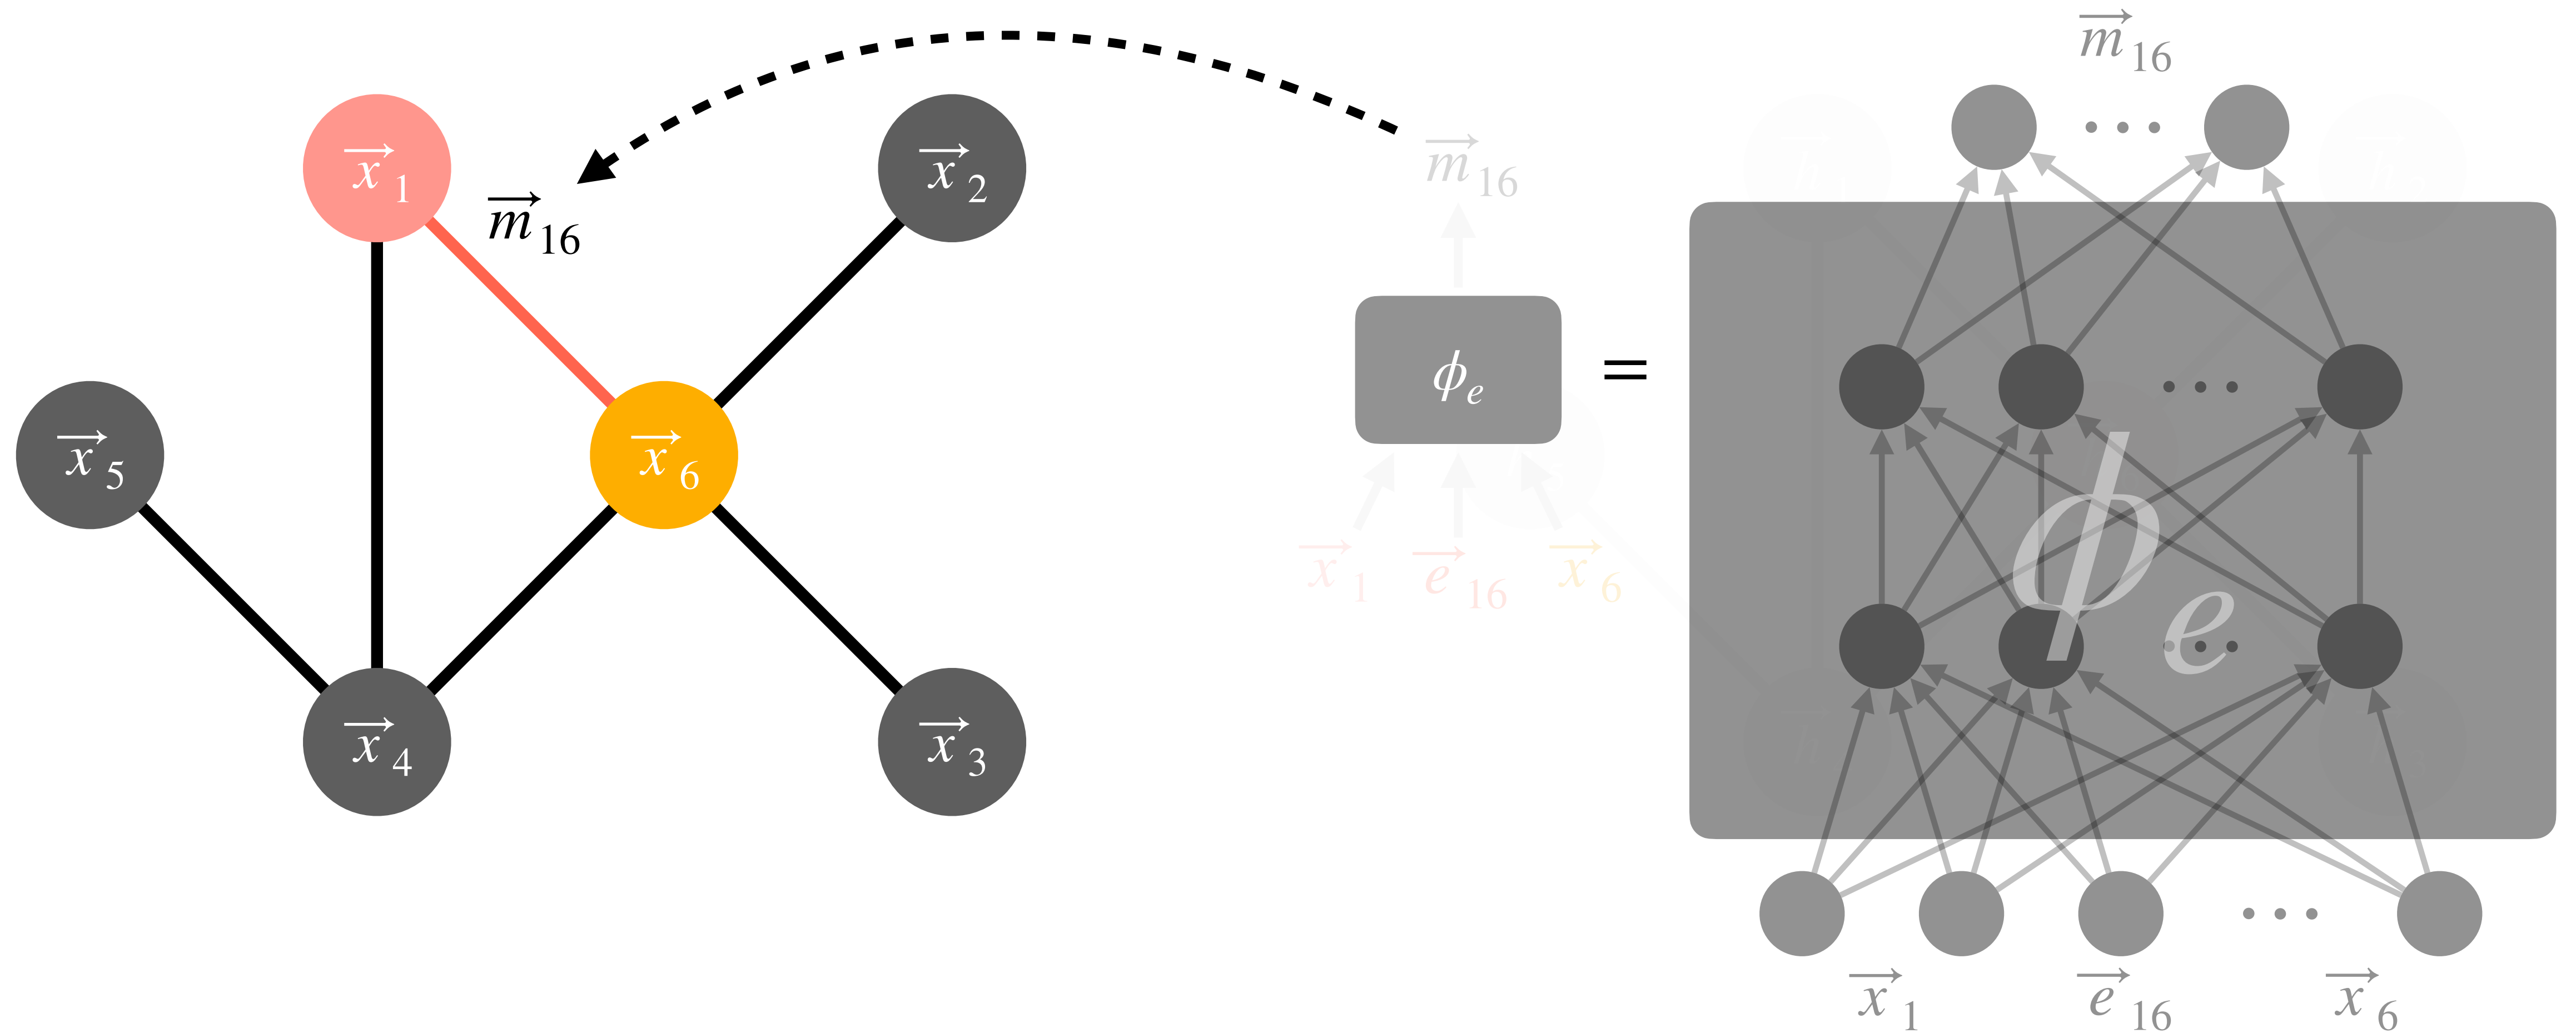 x⃗₁
m⃗₁₆
x⃗₂
x⃗₅
x⃗₆
x⃗₄
x⃗₃
m⃗₁₆
ϕₑ
=
x⃗₁ e⃗₁₆ x⃗₆
m⃗₁₆
...
...
ϕₑ
...
...
x⃗₁ e⃗₁₆ x⃗₆